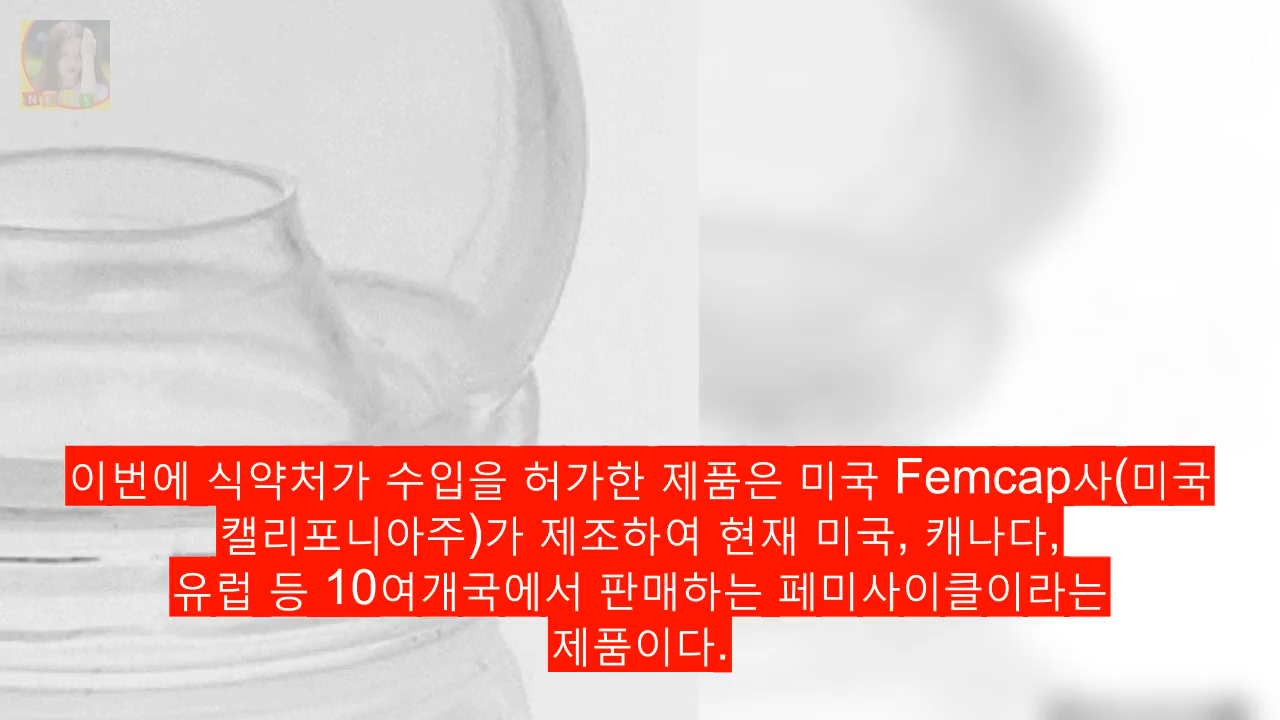 NEWS
이번에 식약처가 수입을 허가한 제품은 미국 Femcap사(미국
캘리포니아주)가 제조하여 현재 미국, 캐나다,
유럽 등 10여개국에서 판매하는 페미사이클이라는
제품이다.